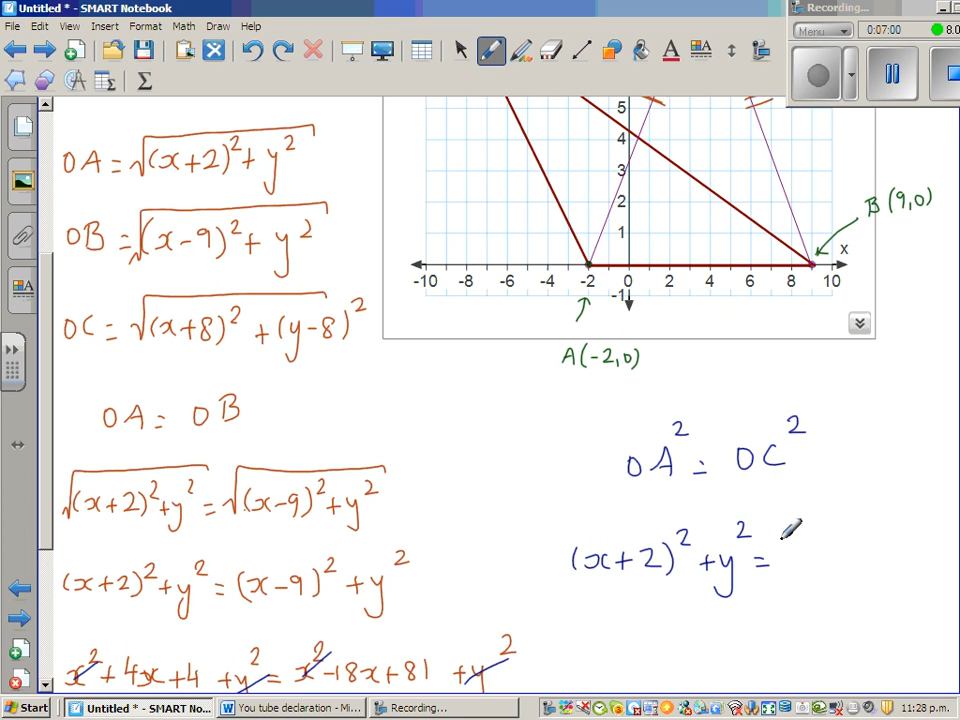 Untitled * - SMART Notebook
Recording...
File Edit View Insert Format Tools Math Draw Help
Menu
0:07:00
OA = √(x+2)² + y²
OB = √(x-9)² + y²
OC = √(x+8)² + (y-8)²
OA = OB
√(x+2)² + y² = √(x-9)² + y²
(x+2)² + y² = (x-9)² + y²
x² + 4x + 4 + y² = x² - 18x + 81 + y²
5
4
3
2
1
-1
-10 -8 -6 -4 -2 0 2 4 6 8 10
x
B (9,0)
A(-2,0)
OA² = OC²
(x+2)² + y² =
Start
Untitled * - SMART No...
You tube declaration - Mi...
Recording...
11:28 p.m.